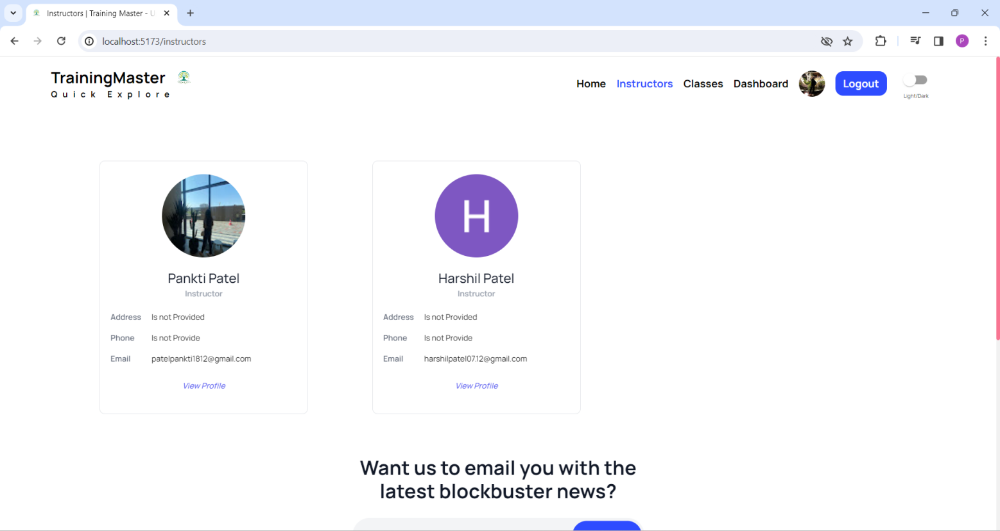 Instructors | Training Master - U
localhost:5173/instructors
P
TrainingMaster
Quick Explore
Home Instructors Classes Dashboard Logout
Light/Dark
H
Pankti Patel
Instructor
Address Is not Provided
Phone Is not Provide
Email patelpankti1812@gmail.com
View Profile
Harshil Patel
Instructor
Address Is not Provided
Phone Is not Provide
Email harshilpatel0712@gmail.com
View Profile
Want us to email you with the
latest blockbuster news?